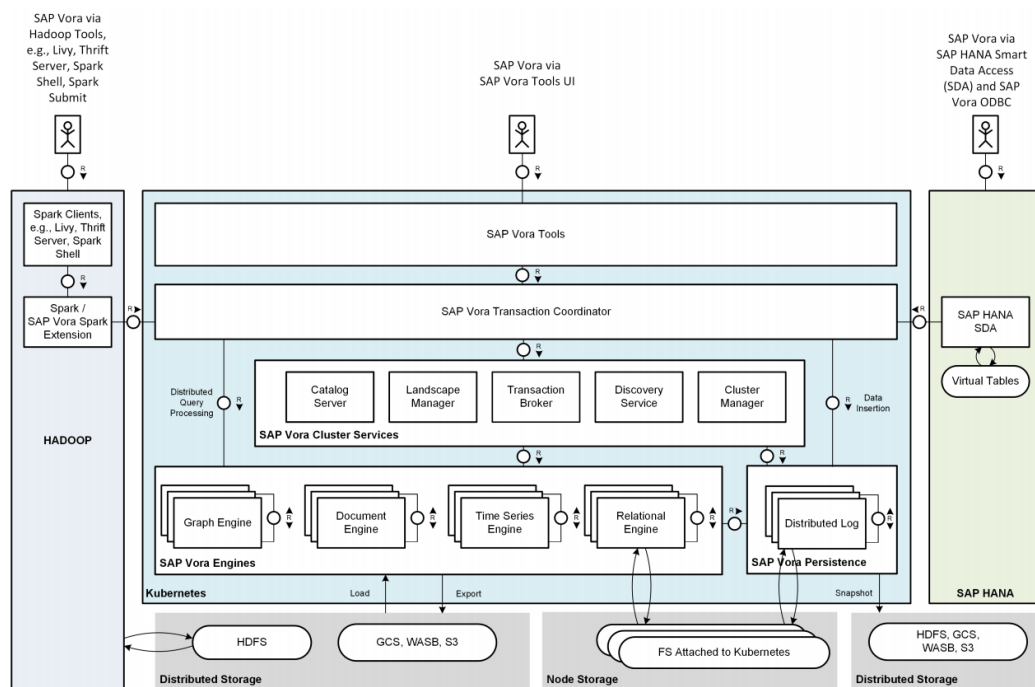 SAP Vora via
Hadoop Tools,
e.g., Livy, Thrift
Server, Spark
Shell, Spark
Submit
SAP Vora via
SAP Vora Tools UI
SAP Vora via
SAP HANA Smart
Data Access
(SDA) and SAP
Vora ODBC
R
R
R
Spark Clients,
e.g., Livy, Thrift
Server, Spark
Shell
SAP Vora Tools
R
R
Spark /
SAP Vora Spark
Extension
R
SAP Vora Transaction Coordinator
R
SAP HANA
SDA
R
Virtual Tables
Distributed
Query
Processing
R
Catalog
Server
Landscape
Manager
Transaction
Broker
Discovery
Service
Cluster
Manager
R
Data
Insertion
SAP Vora Cluster Services
HADOOP
R
R
Graph Engine
R
Document
Engine
R
Time Series
Engine
R
Relational
Engine
R
R
Distributed Log
R
SAP Vora Engines
SAP Vora Persistence
Kubernetes
Load
Export
Snapshot
SAP HANA
HDFS
GCS, WASB, S3
FS Attached to Kubernetes
HDFS, GCS,
WASB, S3
Distributed Storage
Node Storage
Distributed Storage